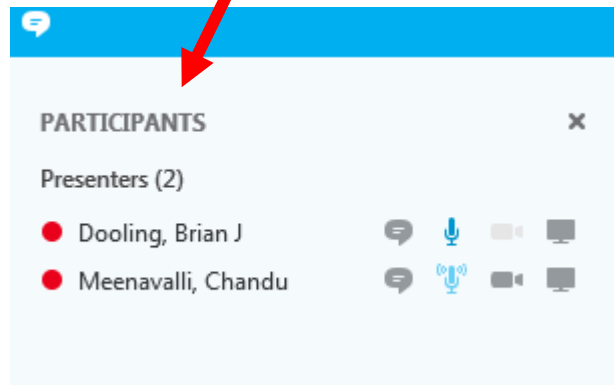 PARTICIPANTS
Presenters (2)
Dooling, Brian J
Meenavalli, Chandu